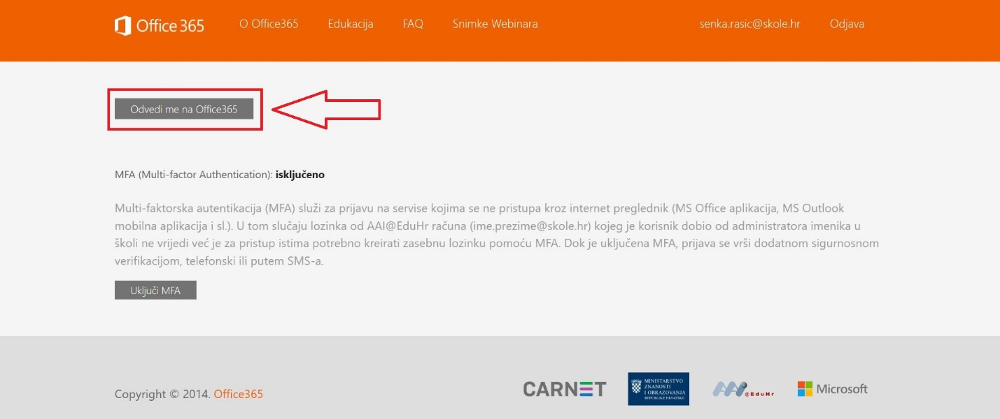 Office 365 O Office365 Edukacija FAQ Snimke Webinara senka.rasic@skole.hr Odjava
Odvedi me na Office365
MFA (Multi-factor Authentication): isključeno
Multi-faktorska autentikacija (MFA) služi za prijavu na servise kojima se ne pristupa kroz internet preglednik (MS Office aplikacija, MS Outlook
mobilna aplikacija i sl.). U tom slučaju lozinka od AAI@EduHr računa (ime.prezime@skole.hr) kojeg je korisnik dobio od administratora imenika u
školi ne vrijedi već je za pristup istima potrebno kreirati zasebnu lozinku pomoću MFA. Dok je uključena MFA, prijava se vrši dodatnom sigurnosnom
verifikacijom, telefonski ili putem SMS-a.
Uključi MFA
Copyright © 2014. Office365
CARNET
MINISTARSTVO
ZNANOSTI
I OBRAZOVANJA
REPUBLIKE HRVATSKE
AAI@EduHr
Microsoft